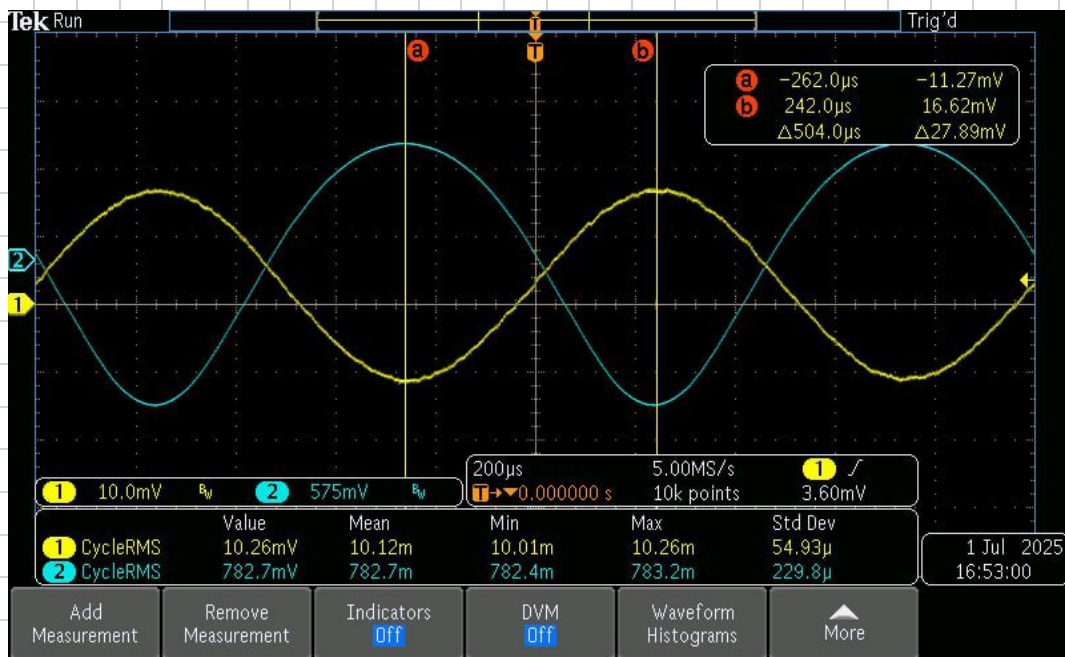 Tek Run Trig'd
T
a T b
a −262.0µs −11.27mV
b 242.0µs 16.62mV
Δ504.0µs Δ27.89mV
2
1
1 10.0mV BW 2 575mV BW
200µs 5.00MS/s 1
T→▼0.000000 s 10k points 3.60mV
Value Mean Min Max Std Dev
1 CycleRMS 10.26mV 10.12m 10.01m 10.26m 54.93µ
2 CycleRMS 782.7mV 782.7m 782.4m 783.2m 229.8µ
1 Jul 2025
16:53:00
Add Measurement
Remove Measurement
Indicators Off
DVM Off
Waveform Histograms
More